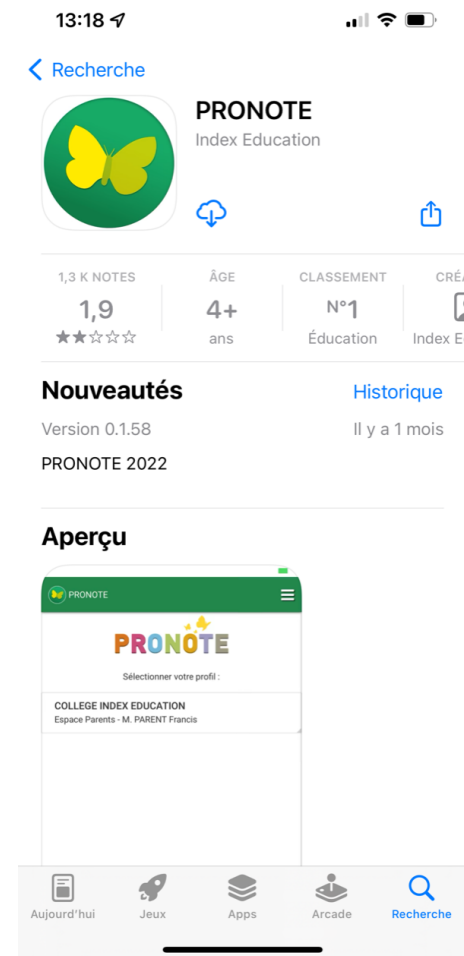 13:18
Recherche
PRONOTE
Index Education
1,3 K NOTES
1,9
ÂGE
4+
ans
CLASSEMENT
N°1
Éducation
CRÉA
Index E
Nouveautés
Historique
Version 0.1.58
Il y a 1 mois
PRONOTE 2022
Aperçu
PRONOTE
PRONOTE
Sélectionner votre profil :
COLLEGE INDEX EDUCATION
Espace Parents - M. PARENT Francis
Aujourd'hui
Jeux
Apps
Arcade
Recherche